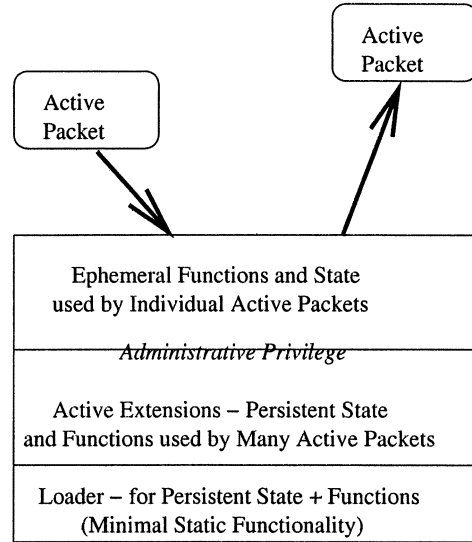 Active
Packet
Active
Packet
Ephemeral Functions and State
used by Individual Active Packets
Administrative Privilege
Active Extensions – Persistent State
and Functions used by Many Active Packets
Loader – for Persistent State + Functions
(Minimal Static Functionality)